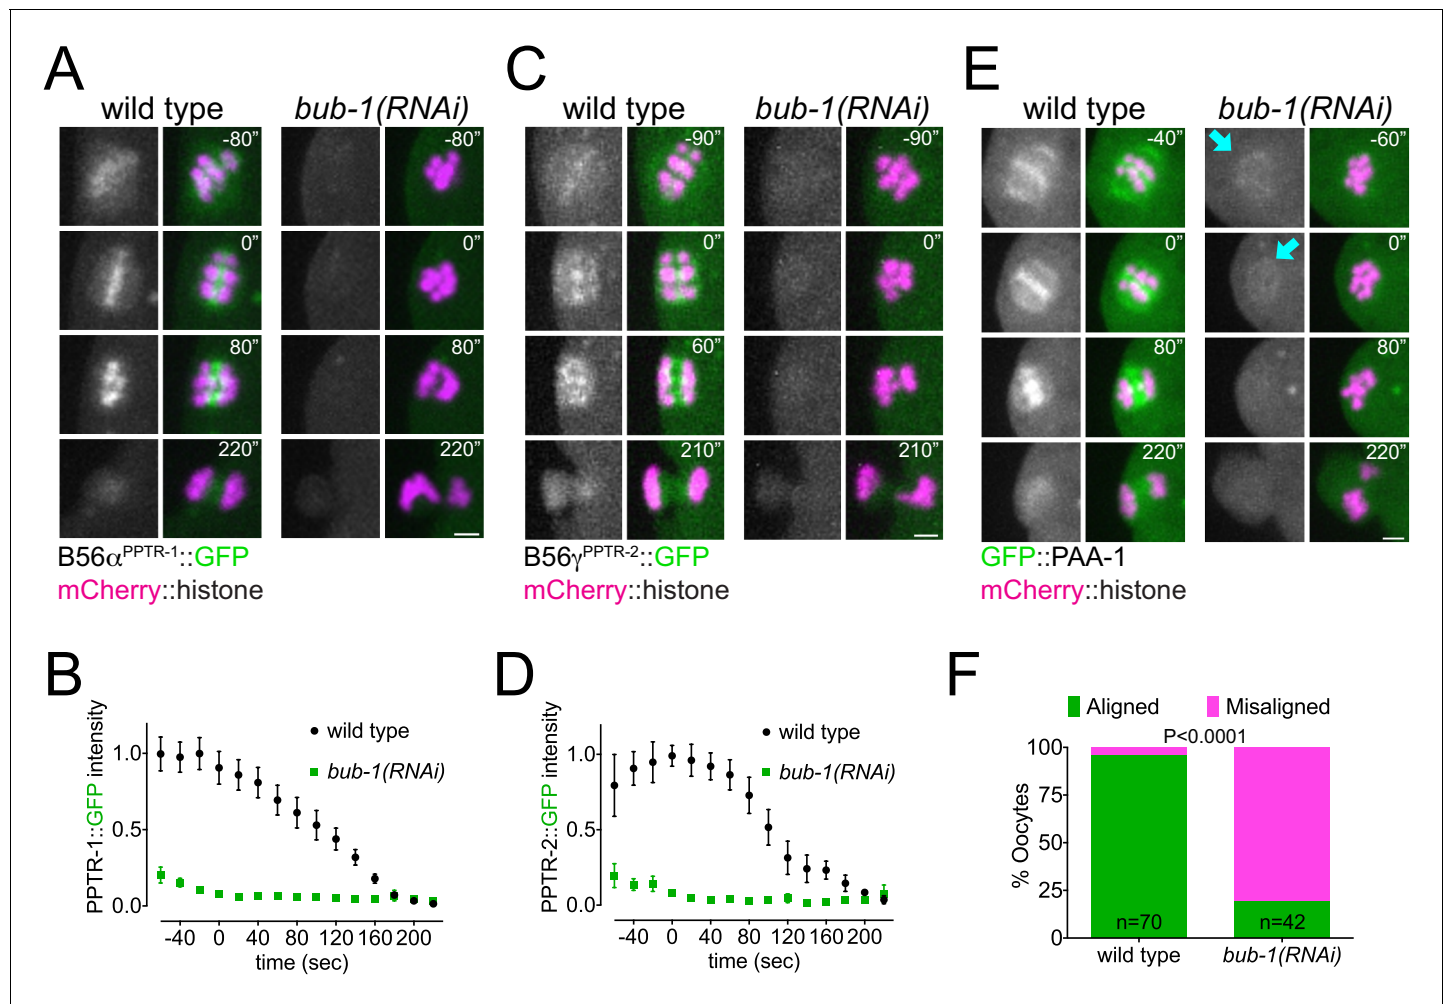 A
wild type
bub-1(RNAi)
-80”
-80”
0”
0”
80”
80”
220”
220”
B56αPPTR-1::GFP
mCherry::histone
C
wild type
bub-1(RNAi)
-90”
-90”
0”
0”
60”
80”
210”
210”
B56γPPTR-2::GFP
mCherry::histone
E
wild type
bub-1(RNAi)
-40”
-60”
0”
0”
80”
80”
220”
220”
GFP::PAA-1
mCherry::histone
B
PPTR-1::GFP intensity
1.0
0.5
0.0
wild type
bub-1(RNAi)
-40 0 40 80 120 160 200
time (sec)
D
PPTR-2::GFP intensity
1.0
0.5
0.0
wild type
bub-1(RNAi)
-40 0 40 80 120 160 200
time (sec)
F
Aligned
Misaligned
P<0.0001
% Oocytes
100
75
50
25
0
n=70
n=42
wild type
bub-1(RNAi)